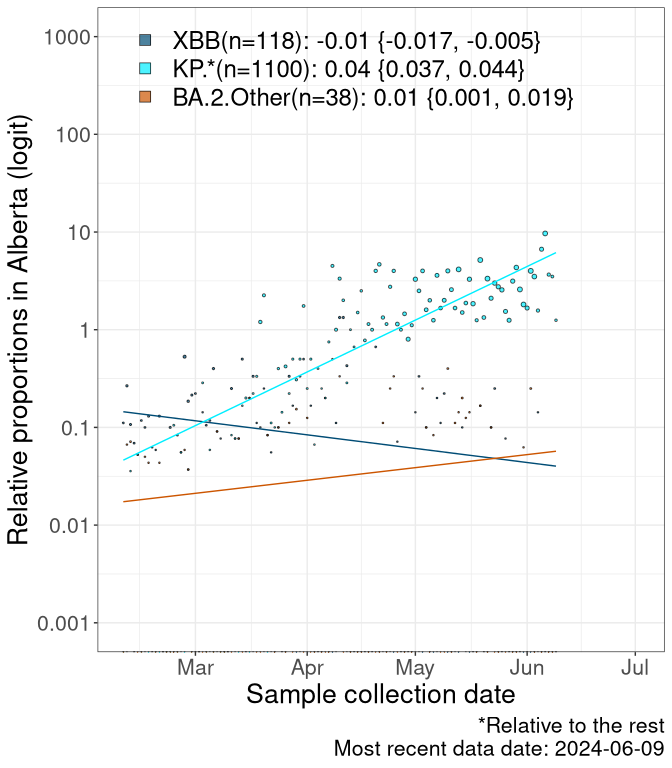 XBB(n=118): -0.01 {-0.017, -0.005}
KP.*(n=1100): 0.04 {0.037, 0.044}
BA.2.Other(n=38): 0.01 {0.001, 0.019}
Relative proportions in Alberta (logit)
1000
100
10
1
0.1
0.01
0.001
Mar Apr May Jun Jul
Sample collection date
*Relative to the rest
Most recent data date: 2024-06-09